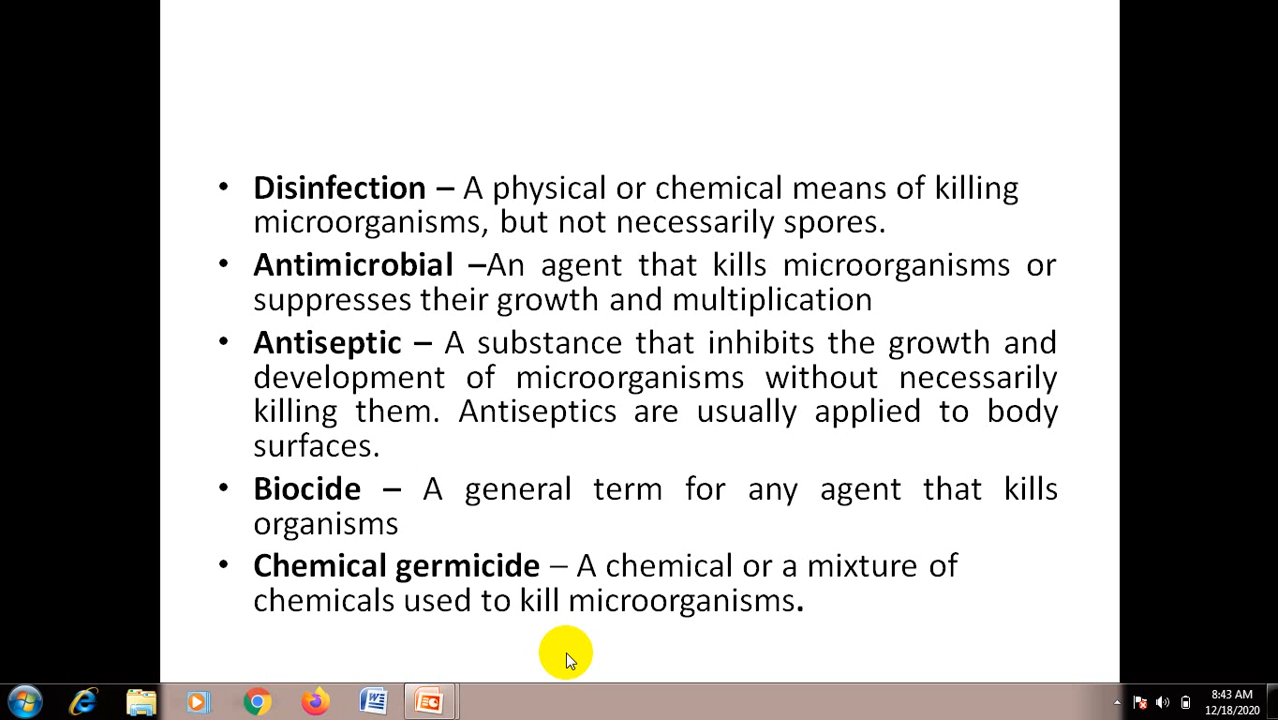 • Disinfection – A physical or chemical means of killing
microorganisms, but not necessarily spores.
• Antimicrobial –An agent that kills microorganisms or
suppresses their growth and multiplication
• Antiseptic – A substance that inhibits the growth and
development of microorganisms without necessarily
killing them. Antiseptics are usually applied to body
surfaces.
• Biocide – A general term for any agent that kills
organisms
• Chemical germicide – A chemical or a mixture of
chemicals used to kill microorganisms.
8:43 AM
12/18/2020